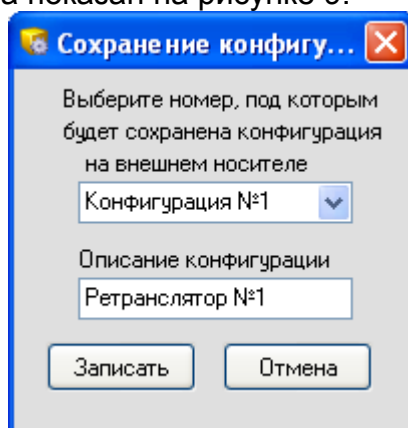 а показан на рисунке
Сохранение конфигу...
Выберите номер, под которым
будет сохранена конфигурация
на внешнем носителе
Конфигурация №1
Описание конфигурации
Ретранслятор №1
Записать
Отмена